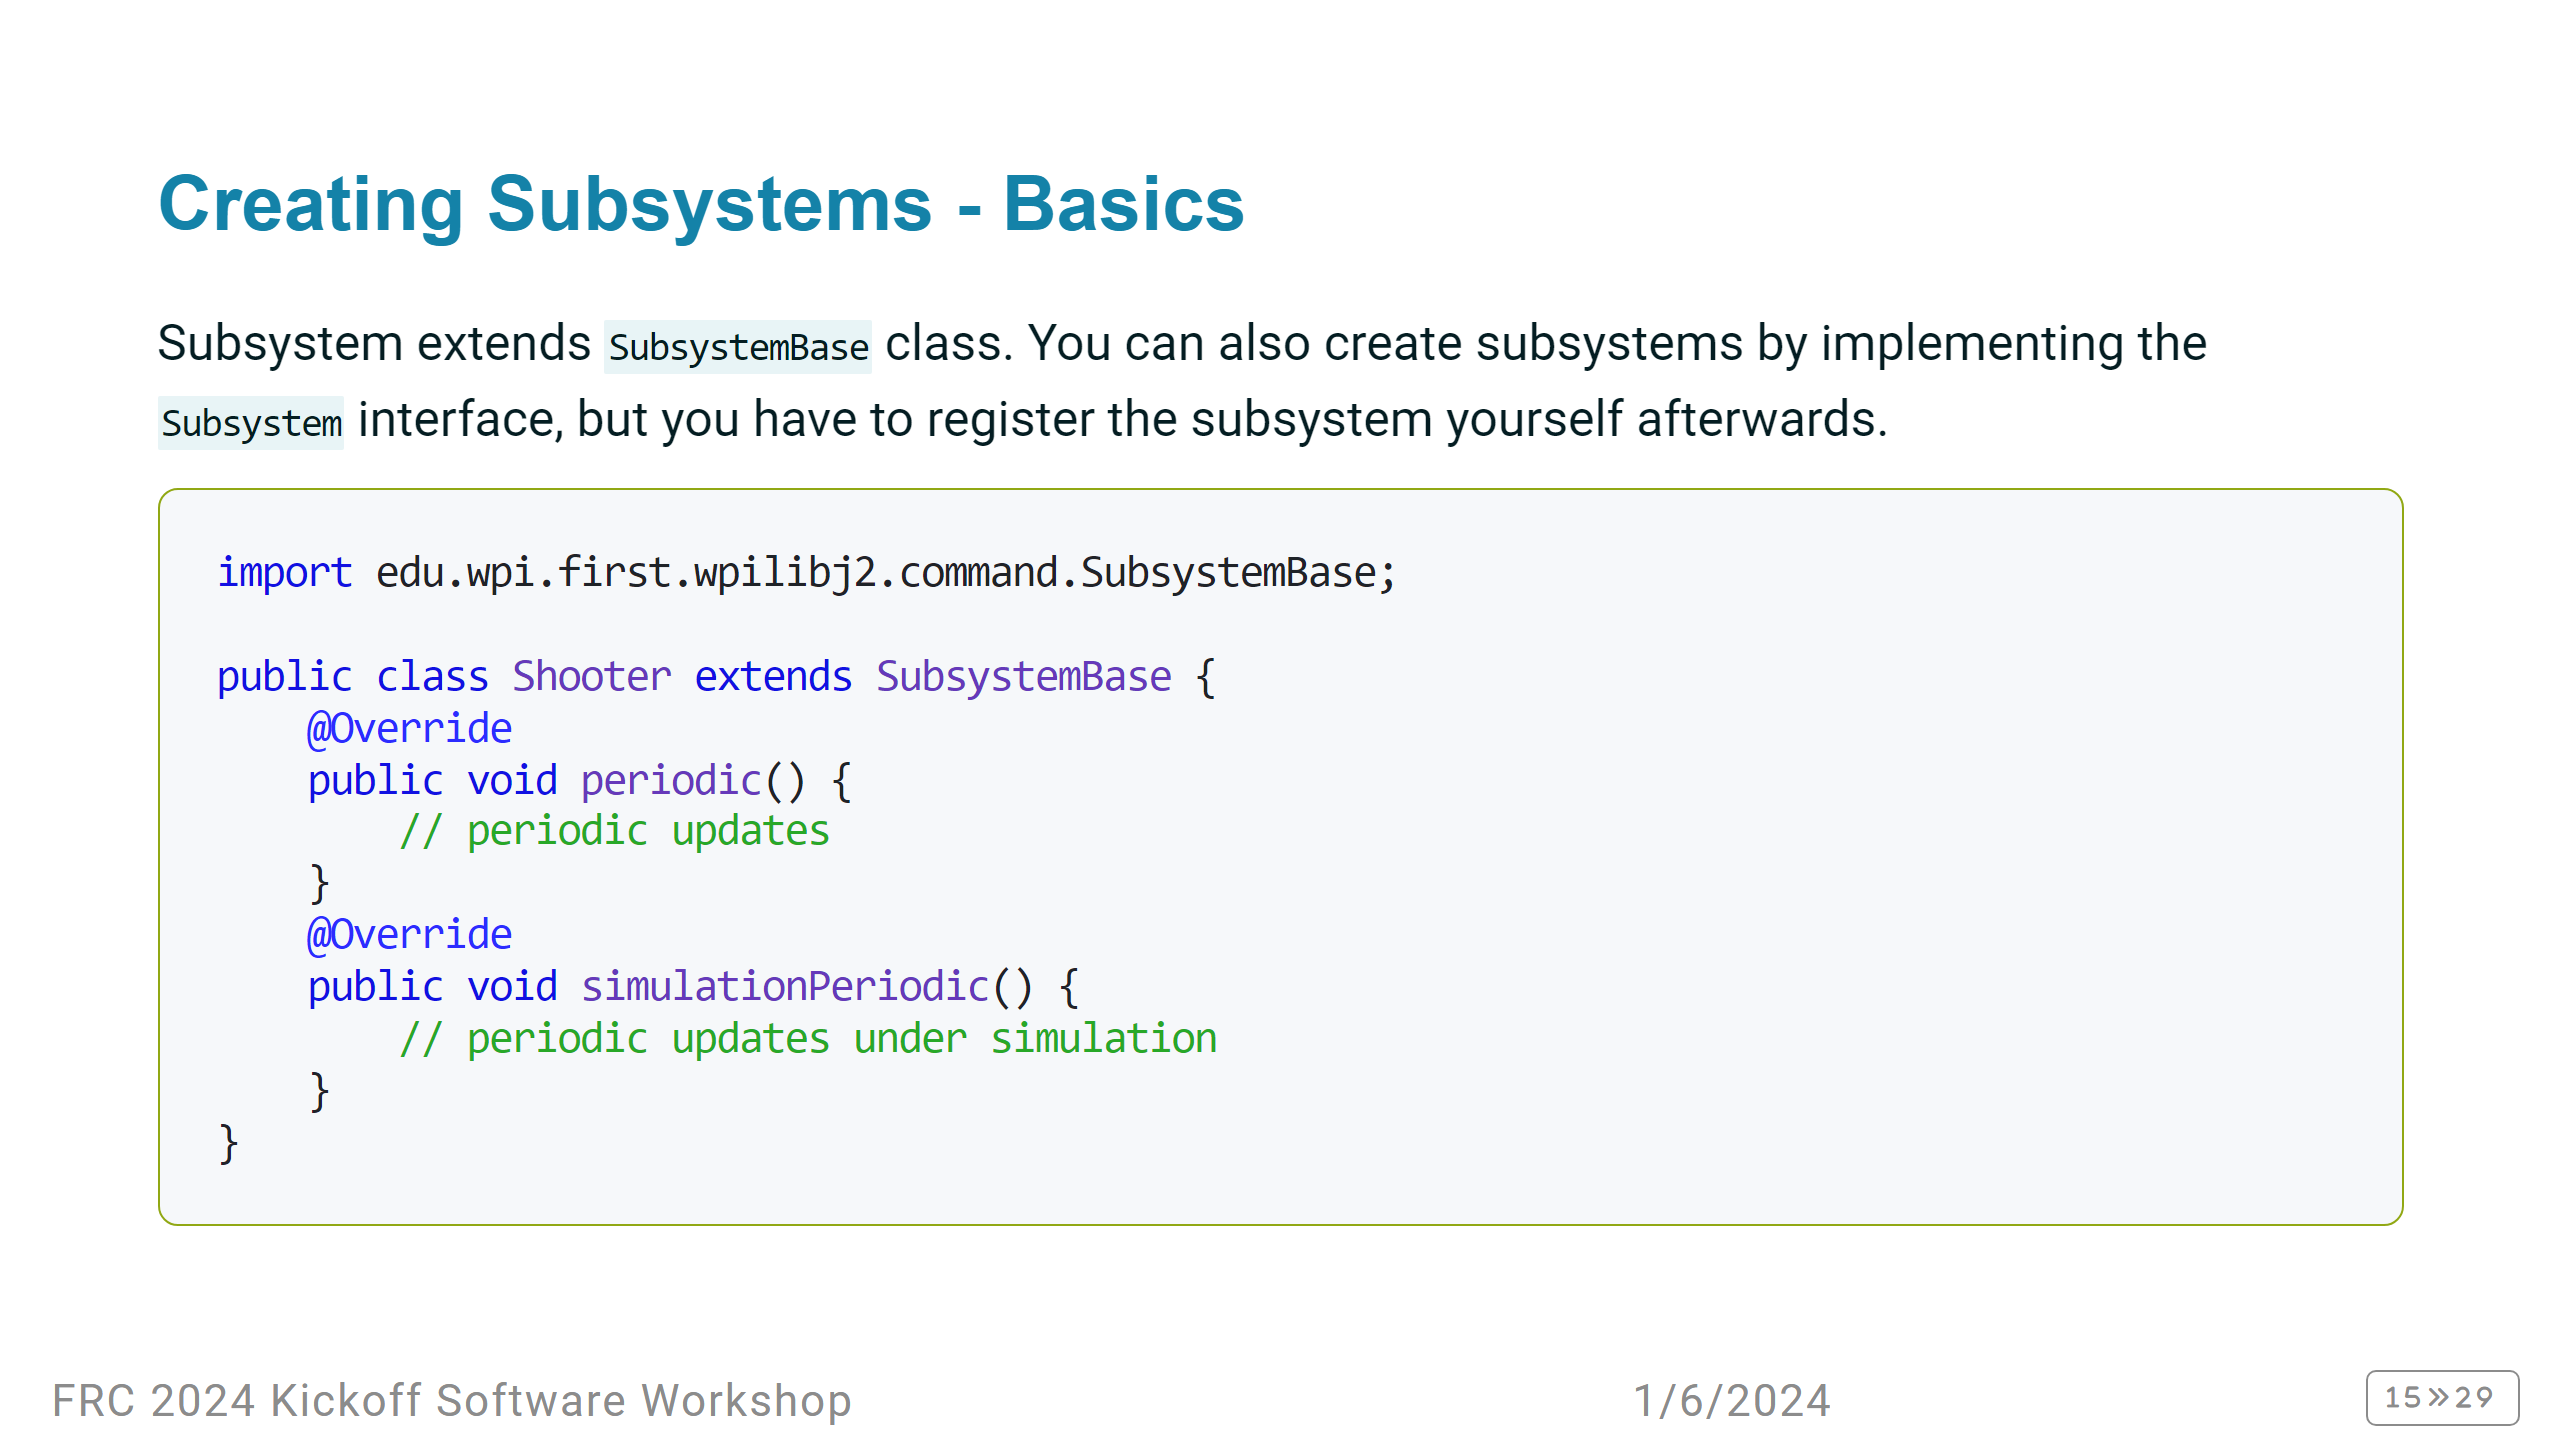 Creating Subsystems - Basics
Subsystem extends SubsystemBase class. You can also create subsystems by implementing the
Subsystem interface, but you have to register the subsystem yourself afterwards.
import edu.wpi.first.wpilibj2.command.SubsystemBase;

public class Shooter extends SubsystemBase {
    @Override
    public void periodic() {
        // periodic updates
    }
    @Override
    public void simulationPeriodic() {
        // periodic updates under simulation
    }
}
FRC 2024 Kickoff Software Workshop
1/6/2024
15»29